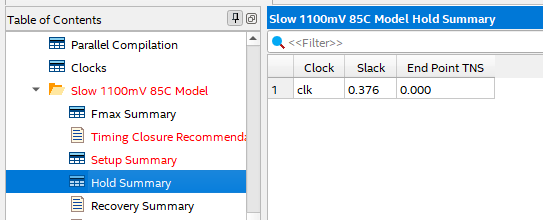 Table of Contents
Parallel Compilation
Clocks
Slow 1100mV 85C Model
Fmax Summary
Timing Closure Recommenda
Setup Summary
Hold Summary
Recovery Summary
Slow 1100mV 85C Model Hold Summary
<<Filter>>
Clock Slack End Point TNS
1 clk 0.376 0.000